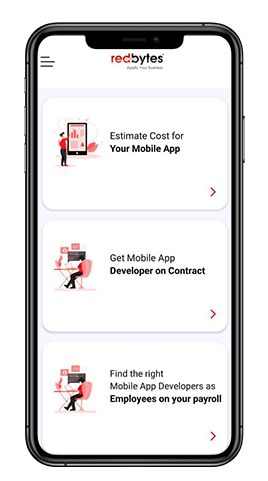 redbytes
Appify Your Business
Estimate Cost for
Your Mobile App
Get Mobile App
Developer on Contract
Find the right
Mobile App Developers as
Employees on your payroll